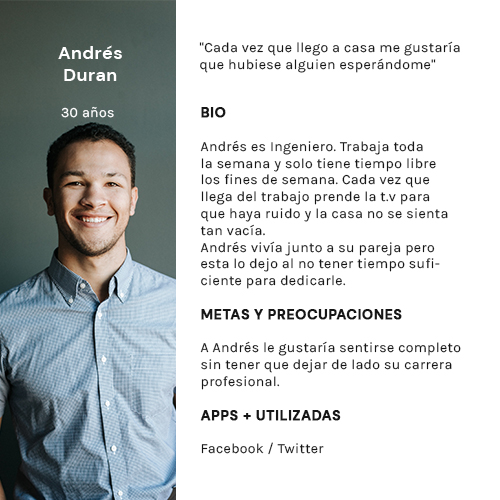 Andrés
Duran
30 años
"Cada vez que llego a casa me gustaría
que hubiese alguien esperándome"
BIO
Andrés es Ingeniero. Trabaja toda
la semana y solo tiene tiempo libre
los fines de semana. Cada vez que
llega del trabajo prende la t.v para
que haya ruido y la casa no se sienta
tan vacía.
Andrés vivía junto a su pareja pero
esta lo dejo al no tener tiempo sufi-
ciente para dedicarle.
METAS Y PREOCUPACIONES
A Andrés le gustaría sentirse completo
sin tener que dejar de lado su carrera
profesional.
APPS + UTILIZADAS
Facebook / Twitter